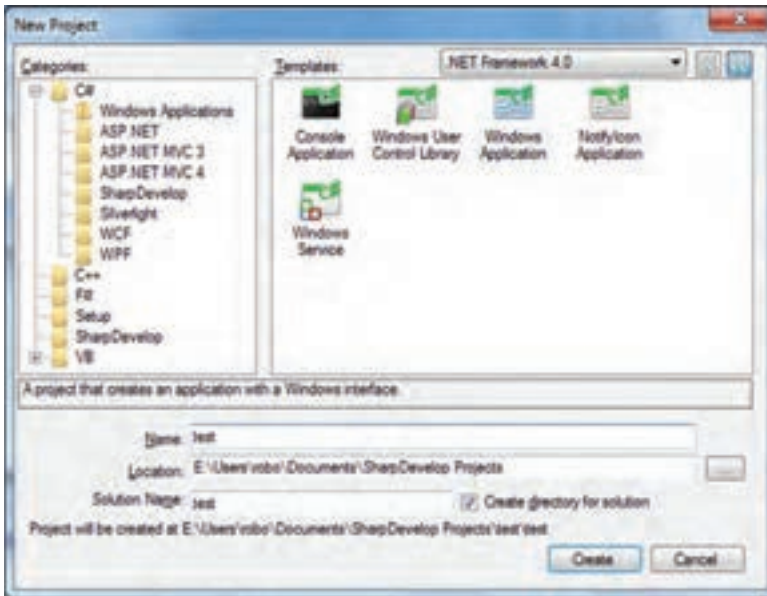 New Project
Categories:
C#
Windows Applications
ASP.NET
ASP.NET MVC 3
ASP.NET MVC 4
SharpDevelop
Silverlight
WCF
WPF
C++
F#
Setup
SharpDevelop
VB
Templates:
.NET Framework 4.0
Console Application
Windows User Control Library
Windows Application
NotifyIcon Application
Windows Service
A project that creates an application with a Windows interface.
Name: test
Location: E:\Users\robo\Documents\SharpDevelop Projects
...
Solution Name: test
Create directory for solution
Project will be created at E:\Users\robo\Documents\SharpDevelop Projects\test\test
Create
Cancel